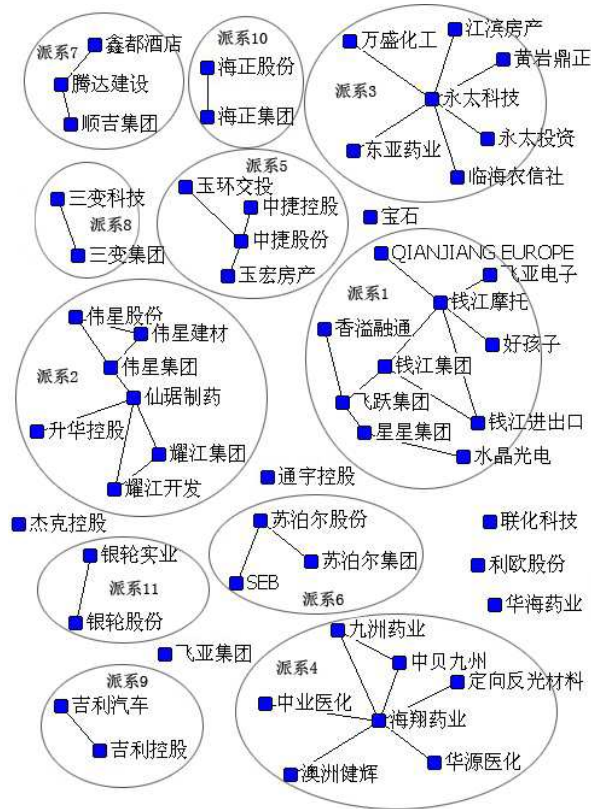 派系7
鑫都酒店
腾达建设
顺吉集团
派系10
海正股份
海正集团
万盛化工
江滨房产
黄岩鼎正
派系3
永太科技
东亚药业
永太投资
临海农信社
三变科技
派系8
三变集团
派系5
玉环交投
中捷控股
中捷股份
玉宏房产
宝石
QIANJIANG EUROPE
飞亚电子
派系1
钱江摩托
香溢融通
好孩子
钱江集团
飞跃集团
钱江进出口
星星集团
水晶光电
伟星股份
伟星建材
派系2
伟星集团
仙琚制药
升华控股
耀江集团
耀江开发
通宇控股
杰克控股
苏泊尔股份
苏泊尔集团
SEB
派系6
联化科技
利欧股份
华海药业
银轮实业
派系11
银轮股份
飞亚集团
派系9
吉利汽车
吉利控股
九洲药业
派系4
中贝九州
定向反光材料
中业医化
海翔药业
华源医化
澳洲健辉